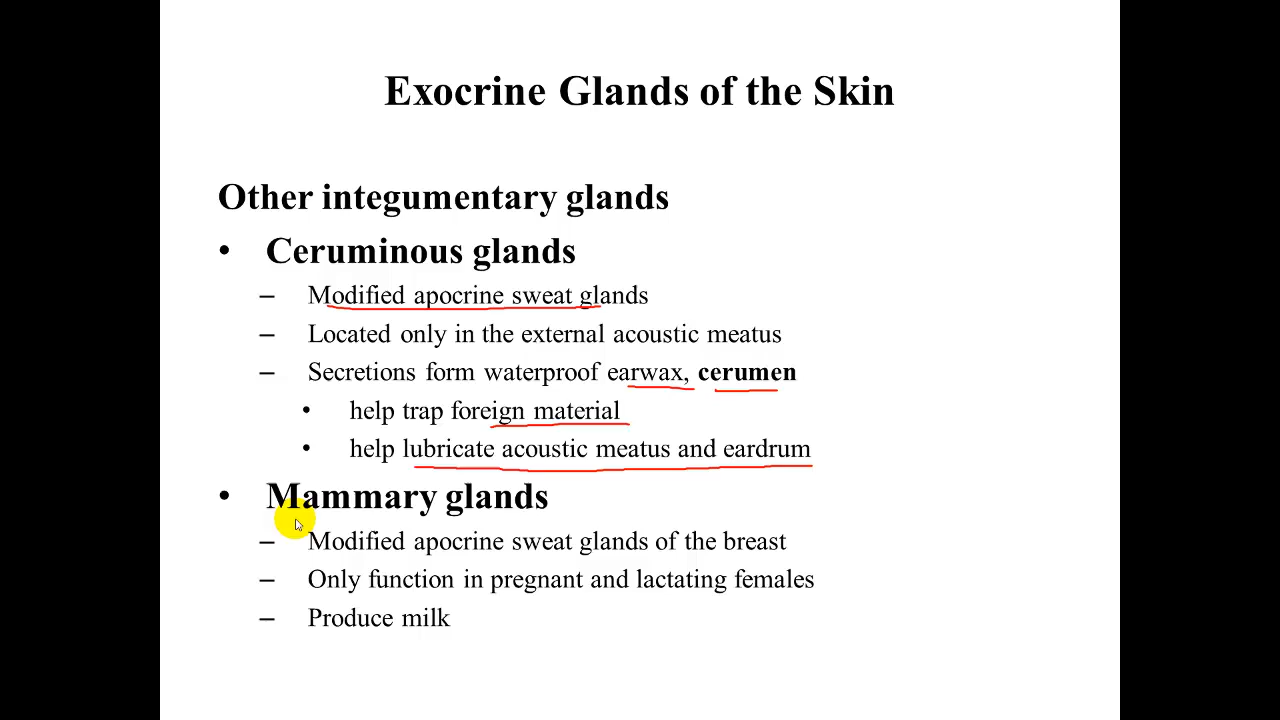 Exocrine Glands of the Skin
Other integumentary glands
• Ceruminous glands
– Modified apocrine sweat glands
– Located only in the external acoustic meatus
– Secretions form waterproof earwax, cerumen
• help trap foreign material
• help lubricate acoustic meatus and eardrum
• Mammary glands
– Modified apocrine sweat glands of the breast
– Only function in pregnant and lactating females
– Produce milk